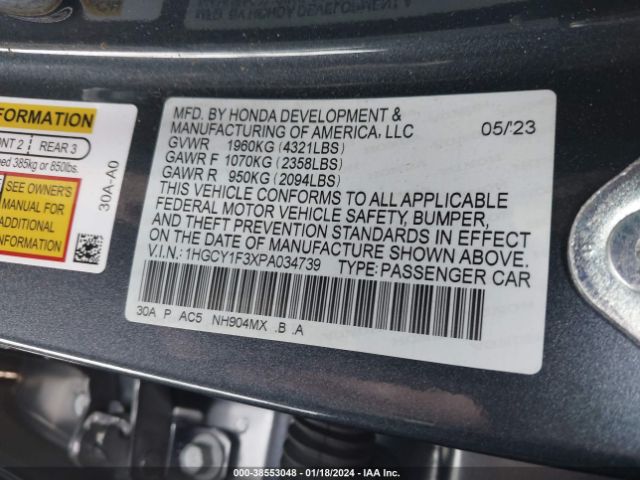 MFD. BY HONDA DEVELOPMENT &
MANUFACTURING OF AMERICA, LLC 05/'23
GVWR 1960KG (4321LBS)
GAWR F 1070KG (2358LBS)
GAWR R 950KG (2094LBS)
THIS VEHICLE CONFORMS TO ALL APPLICABLE
FEDERAL MOTOR VEHICLE SAFETY, BUMPER,
AND THEFT PREVENTION STANDARDS IN EFFECT
ON THE DATE OF MANUFACTURE SHOWN ABOVE.
V.I.N: 1HGCY1F3XPA034739 TYPE:PASSENGER CAR
30A P AC5 NH904MX .B .A
FORMATION
ONT 2 REAR 3
ed 385kg or 850lbs.
SEE OWNER'S
MANUAL FOR
ADDITIONAL
INFORMATION
30A-A0
000-38553048 - 01/18/2024 - IAA Inc.